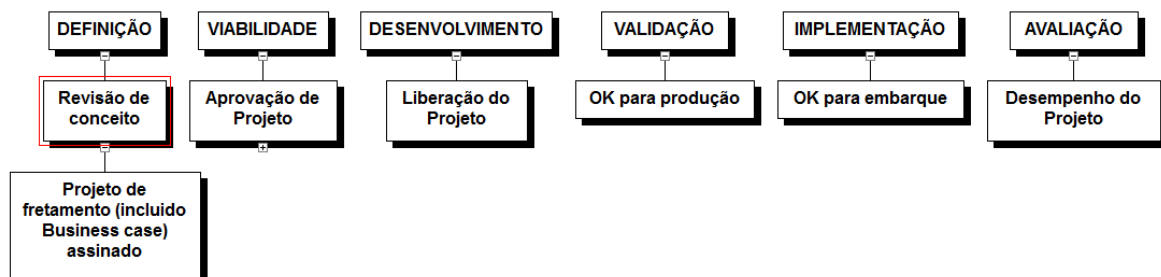 DEFINIÇÃO
VIABILIDADE
DESENVOLVIMENTO
VALIDAÇÃO
IMPLEMENTAÇÃO
AVALIAÇÃO
Revisão de
conceito
Aprovação de
Projeto
Liberação do
Projeto
OK para produção
OK para embarque
Desempenho do
Projeto
Projeto de
fretamento (incluido
Business case)
assinado